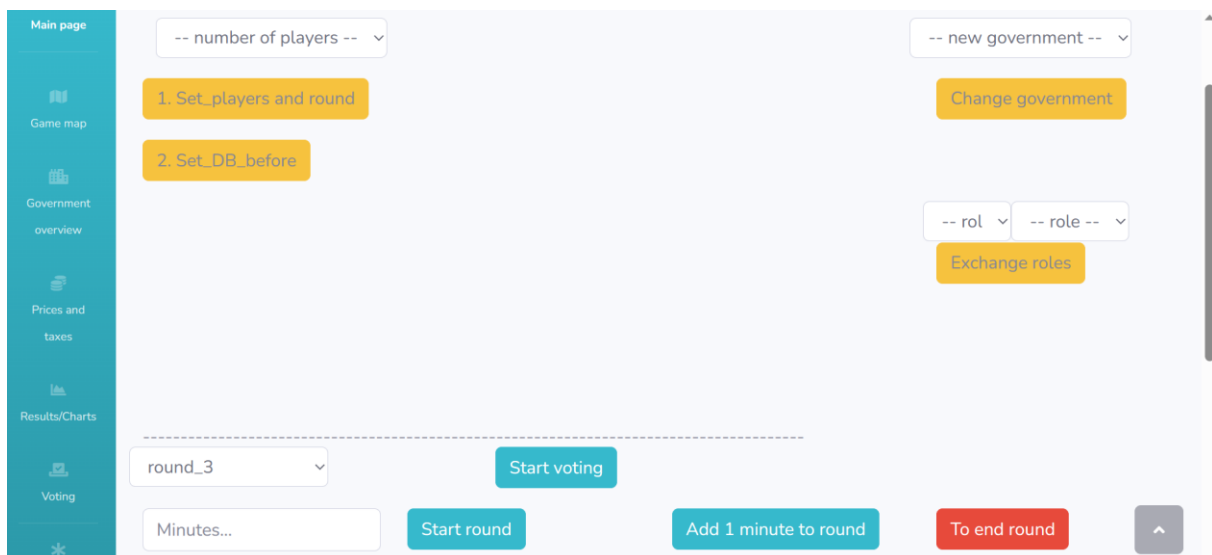 Main page
Game map
Government
overview
Prices and
taxes
Results/Charts
Voting
-- number of players --
-- new government --
1. Set_players and round
Change government
2. Set_DB_before
-- rol
-- role --
Exchange roles
--------------------------------------------------------------------------------------------
round_3
Start voting
Minutes...
Start round
Add 1 minute to round
To end round